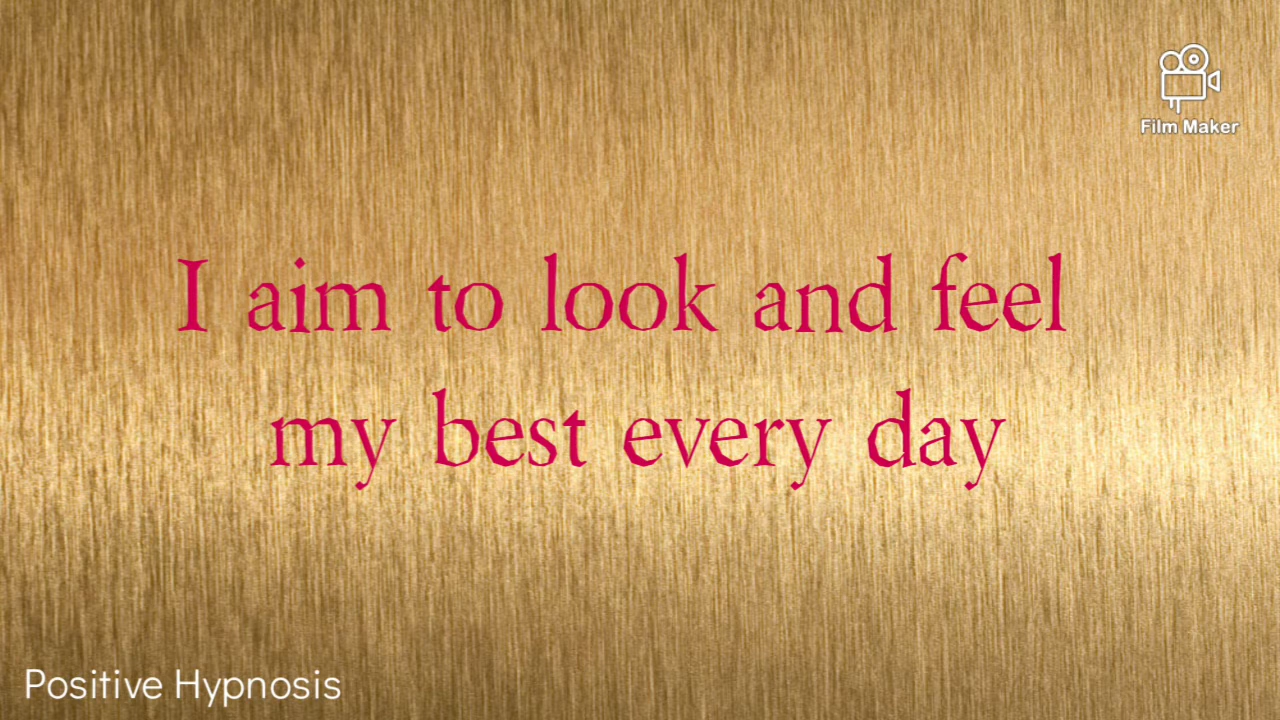 Film Maker
I aim to look and feel
my best every day
Positive Hypnosis